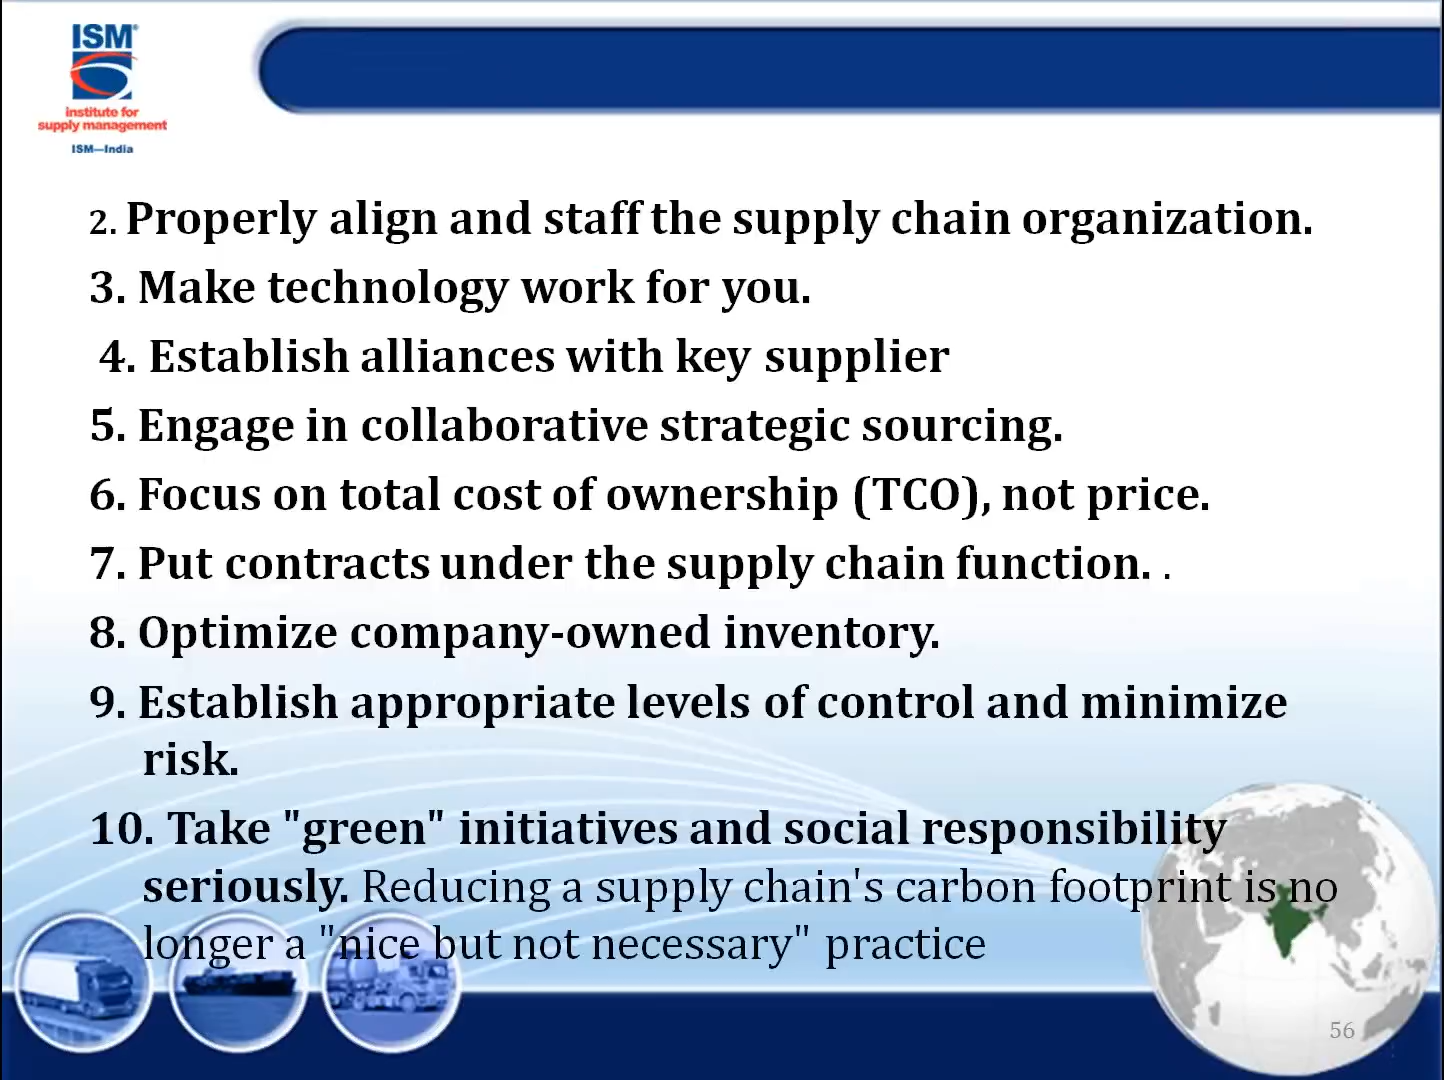 ISM®
institute for
supply management
ISM—India
2. Properly align and staff the supply chain organization.
3. Make technology work for you.
4. Establish alliances with key supplier
5. Engage in collaborative strategic sourcing.
6. Focus on total cost of ownership (TCO), not price.
7. Put contracts under the supply chain function. .
8. Optimize company-owned inventory.
9. Establish appropriate levels of control and minimize
risk.
10. Take "green" initiatives and social responsibility
seriously. Reducing a supply chain's carbon footprint is no
longer a "nice but not necessary" practice
56